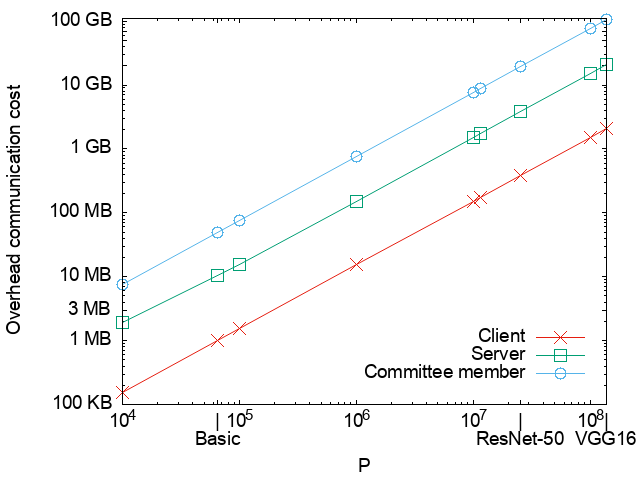 100 GB
10 GB
1 GB
100 MB
10 MB
3 MB
1 MB
100 KB
Overhead communication cost
Client
Server
Committee member
10^4 10^5 10^6 10^7 10^8
| | |
Basic ResNet-50 VGG16
P